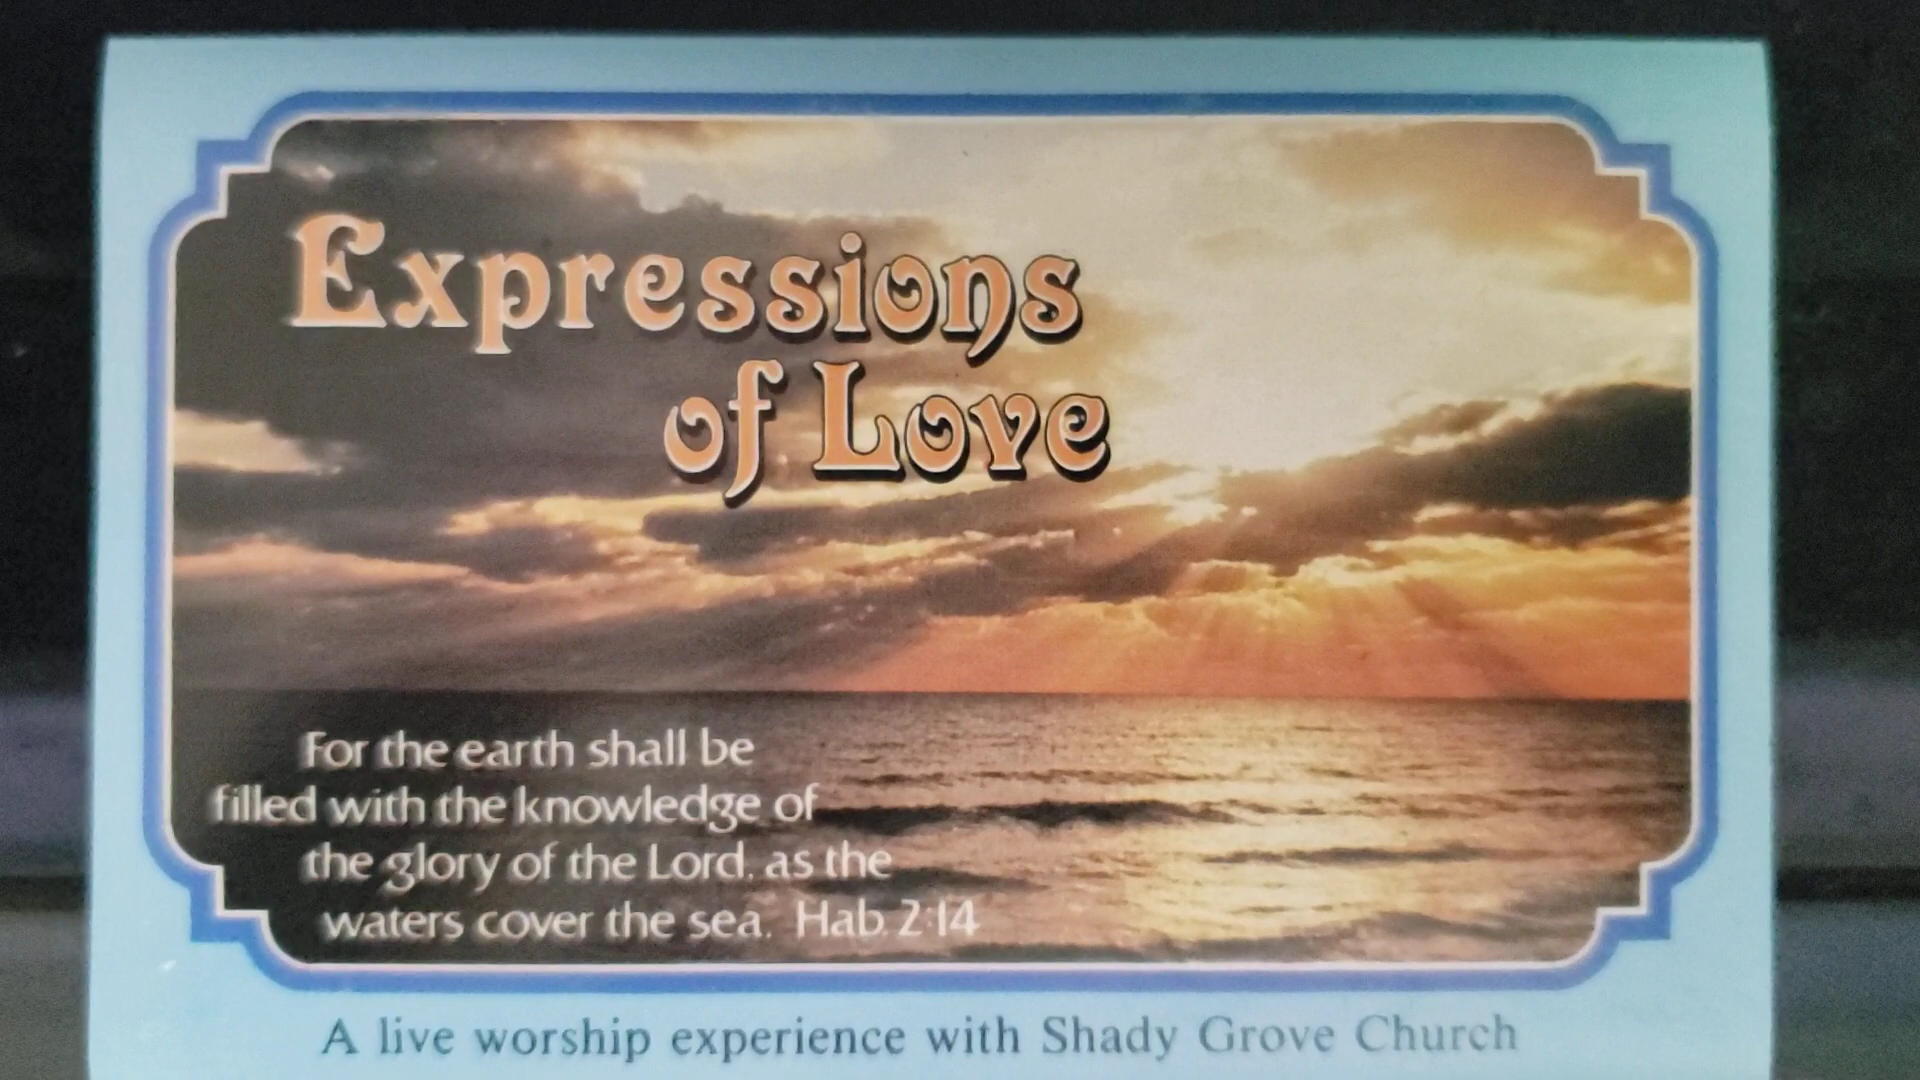 Expressions
of Love
For the earth shall be
filled with the knowledge of
the glory of the Lord, as the
waters cover the sea. Hab. 2:14
A live worship experience with Shady Grove Church